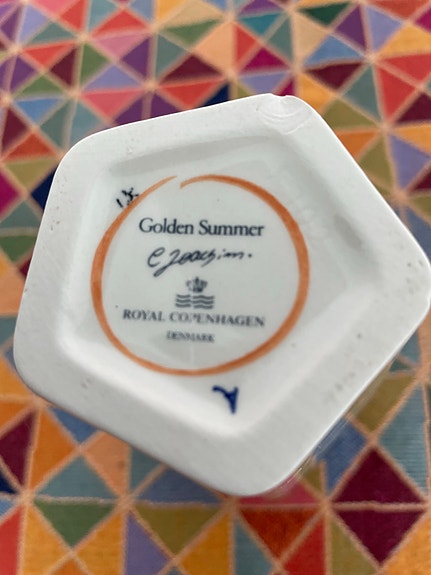 Golden Summer
C Joachim.
ROYAL COPENHAGEN
DENMARK